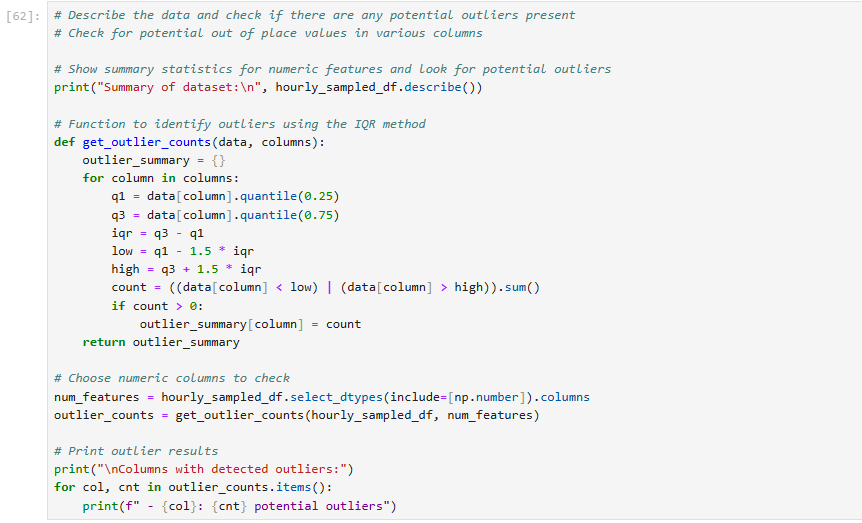 [62]: # Describe the data and check if there are any potential outliers present
# Check for potential out of place values in various columns

# Show summary statistics for numeric features and look for potential outliers
print("Summary of dataset:\n", hourly_sampled_df.describe())

# Function to identify outliers using the IQR method
def get_outlier_counts(data, columns):
    outlier_summary = {}
    for column in columns:
        q1 = data[column].quantile(0.25)
        q3 = data[column].quantile(0.75)
        iqr = q3 - q1
        low = q1 - 1.5 * iqr
        high = q3 + 1.5 * iqr
        count = ((data[column] < low) | (data[column] > high)).sum()
        if count > 0:
            outlier_summary[column] = count
    return outlier_summary

# Choose numeric columns to check
num_features = hourly_sampled_df.select_dtypes(include=[np.number]).columns
outlier_counts = get_outlier_counts(hourly_sampled_df, num_features)

# Print outlier results
print("\nColumns with detected outliers:")
for col, cnt in outlier_counts.items():
    print(f" - {col}: {cnt} potential outliers")